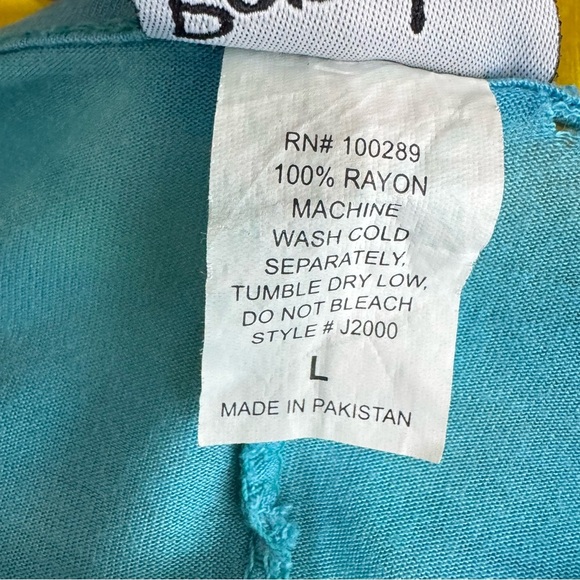 RN# 100289
100% RAYON
MACHINE
WASH COLD
SEPARATELY.
TUMBLE DRY LOW,
DO NOT BLEACH
STYLE # J2000
L
MADE IN PAKISTAN